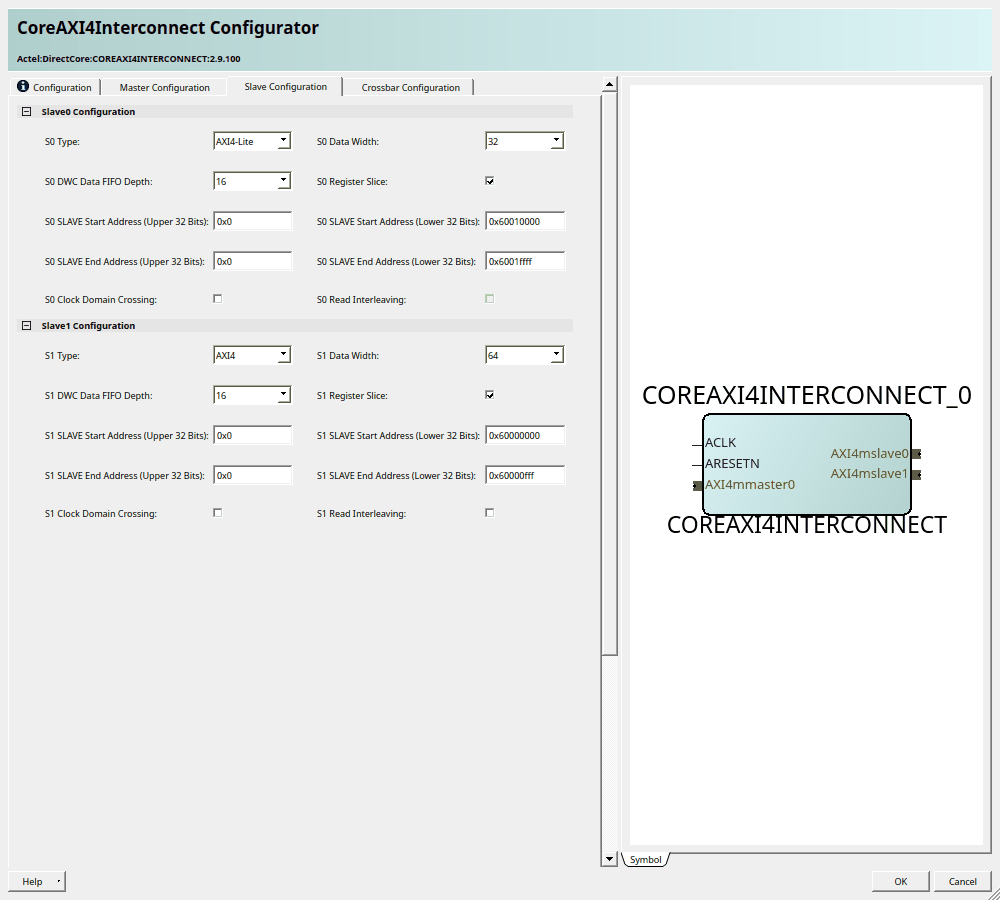 CoreAXI4Interconnect Configurator
Actel:DirectCore:COREAXI4INTERCONNECT:2.9.100
Configuration Master Configuration Slave Configuration Crossbar Configuration
Slave0 Configuration
S0 Type: AXI4-Lite S0 Data Width: 32
S0 DWC Data FIFO Depth: 16 S0 Register Slice:
S0 SLAVE Start Address (Upper 32 Bits): 0x0 S0 SLAVE Start Address (Lower 32 Bits): 0x60010000
S0 SLAVE End Address (Upper 32 Bits): 0x0 S0 SLAVE End Address (Lower 32 Bits): 0x6001ffff
S0 Clock Domain Crossing: S0 Read Interleaving:
Slave1 Configuration
S1 Type: AXI4 S1 Data Width: 64
S1 DWC Data FIFO Depth: 16 S1 Register Slice:
S1 SLAVE Start Address (Upper 32 Bits): 0x0 S1 SLAVE Start Address (Lower 32 Bits): 0x60000000
S1 SLAVE End Address (Upper 32 Bits): 0x0 S1 SLAVE End Address (Lower 32 Bits): 0x60000fff
S1 Clock Domain Crossing: S1 Read Interleaving:
COREAXI4INTERCONNECT_0
ACLK
ARESETN
AXI4mmaster0
AXI4mslave0
AXI4mslave1
COREAXI4INTERCONNECT
Symbol
Help OK Cancel